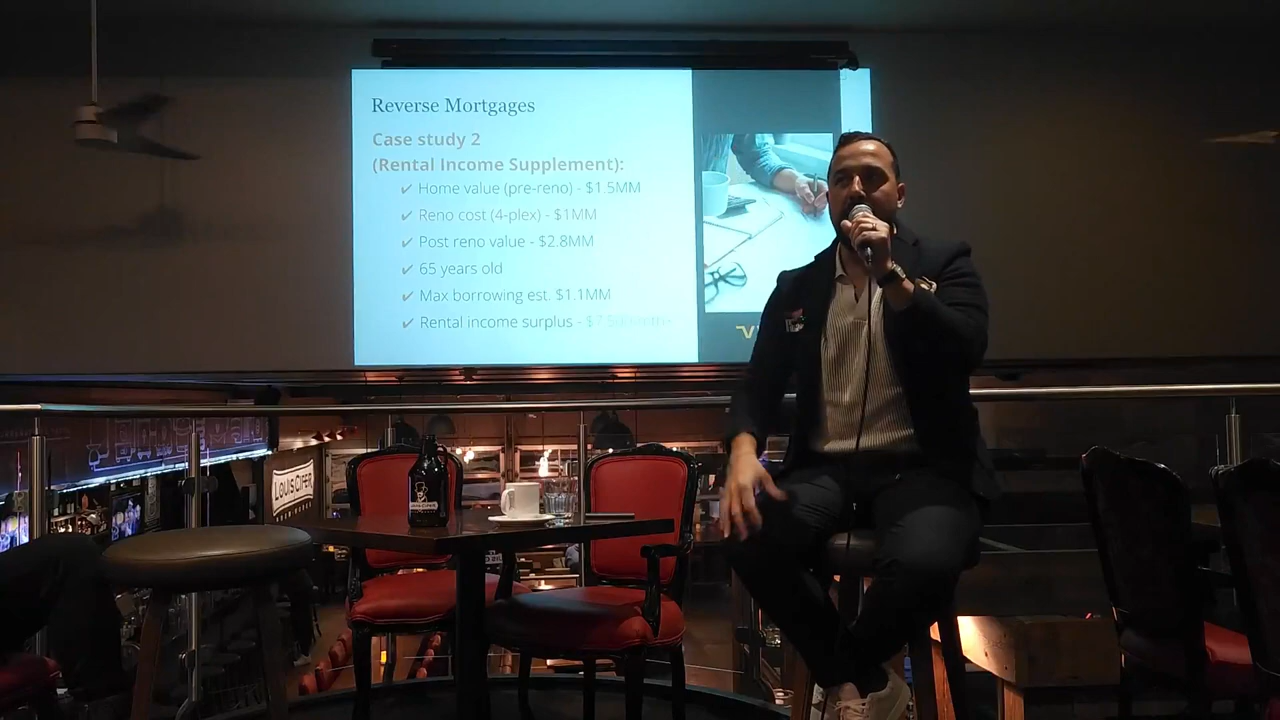 Reverse Mortgages
Case study 2
(Rental Income Supplement):
✔ Home value (pre-reno) - $1.5MM
✔ Reno cost (4-plex) - $1MM
✔ Post reno value - $2.8MM
✔ 65 years old
✔ Max borrowing est. $1.1MM
✔ Rental income surplus -
LOUIS CIFER